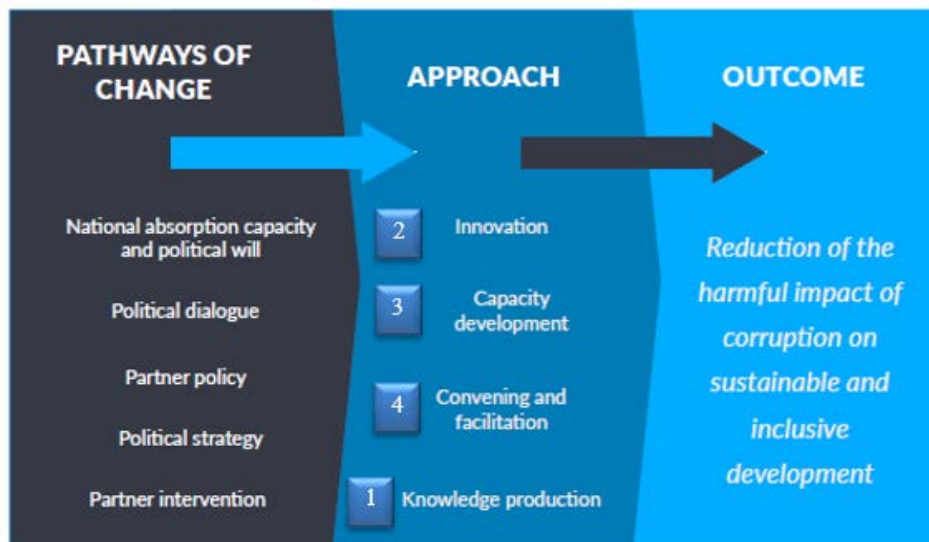 PATHWAYS OF
CHANGE
National absorption capacity
and political will
Political dialogue
Partner policy
Political strategy
Partner intervention
APPROACH
2 Innovation
3 Capacity
development
4 Convening and
facilitation
1 Knowledge production
OUTCOME
Reduction of the
harmful impact of
corruption on
sustainable and
inclusive
development